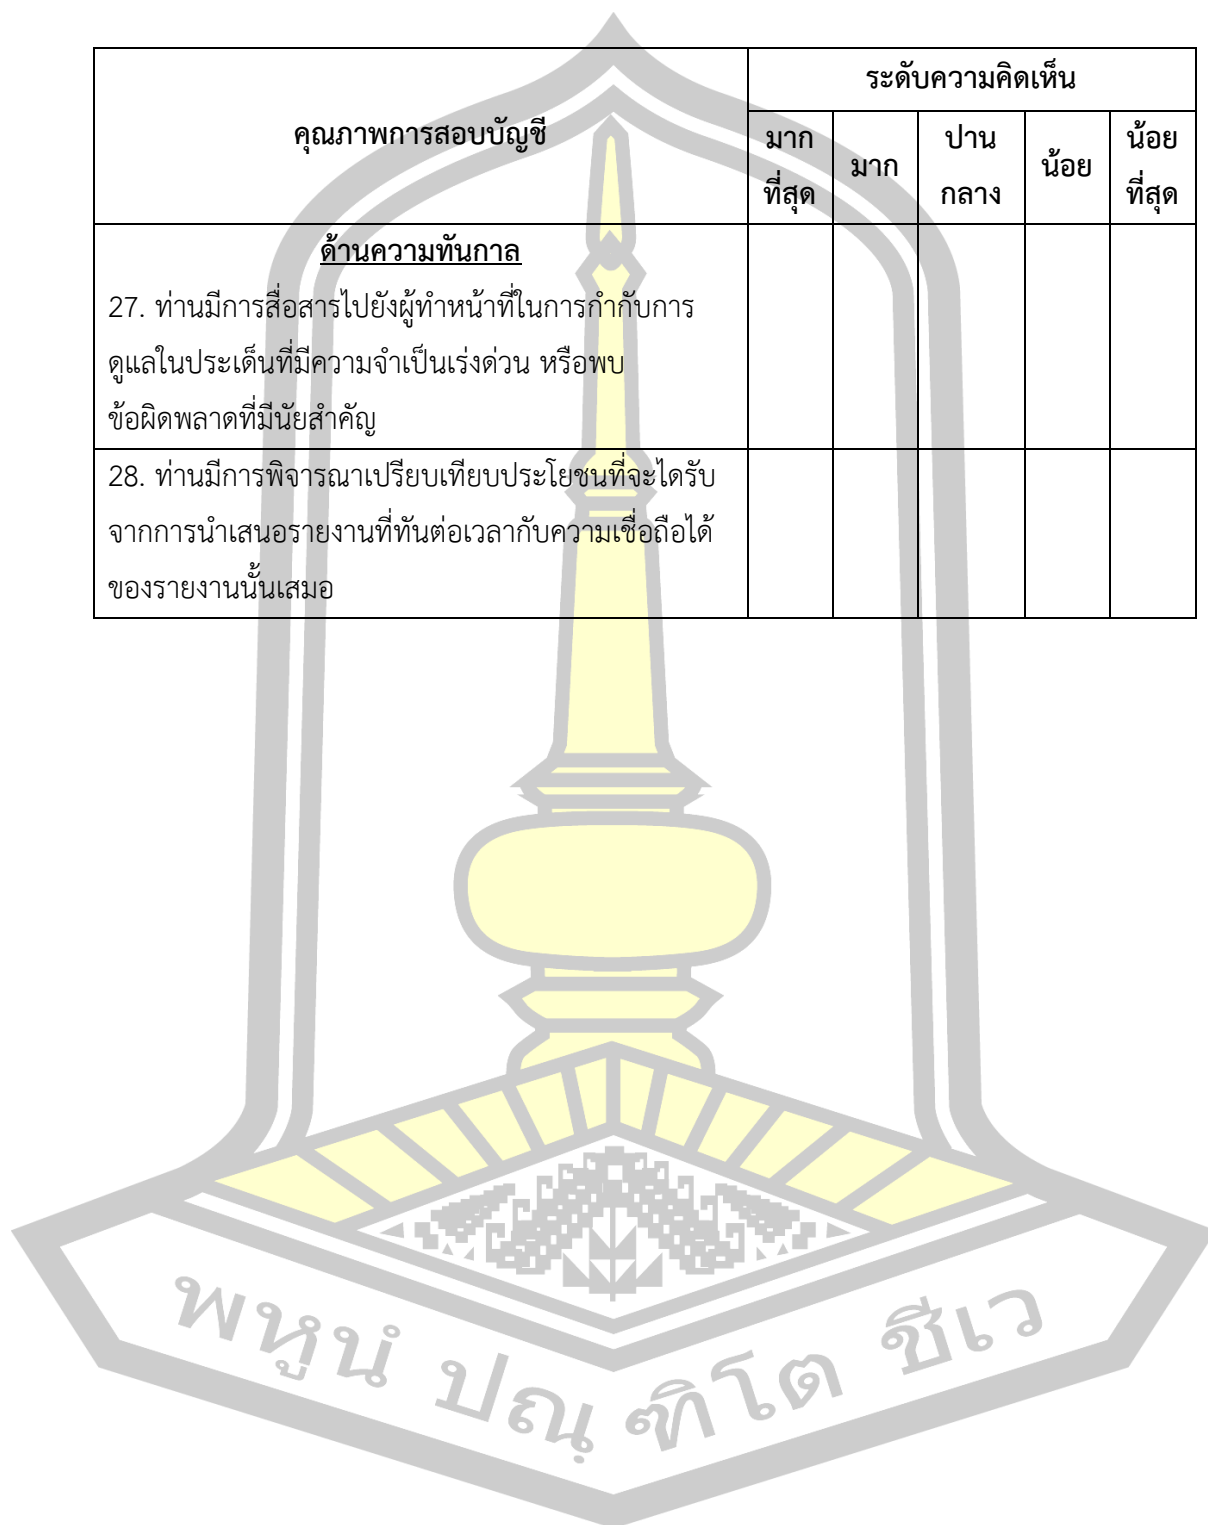 ระดับความคิดเห็น
คุณภาพการสอบบัญชี
มาก
ที่สุด
มาก
ปาน
กลาง
น้อย
น้อย
ที่สุด
ด้านความทันกาล
27. ท่านมีการสื่อสารไปยังผู้ทำหน้าที่ในการกำกับการ
ดูแลในประเด็นที่มีความจำเป็นเร่งด่วน หรือพบ
ข้อผิดพลาดที่มีนัยสำคัญ
28. ท่านมีการพิจารณาเปรียบเทียบประโยชนที่จะไดรับ
จากการนำเสนอรายงานที่ทันต่อเวลากับความเชื่อถือได้
ของรายงานนั้นเสมอ
พหูนํ ปณฺฑิโต ชีเว